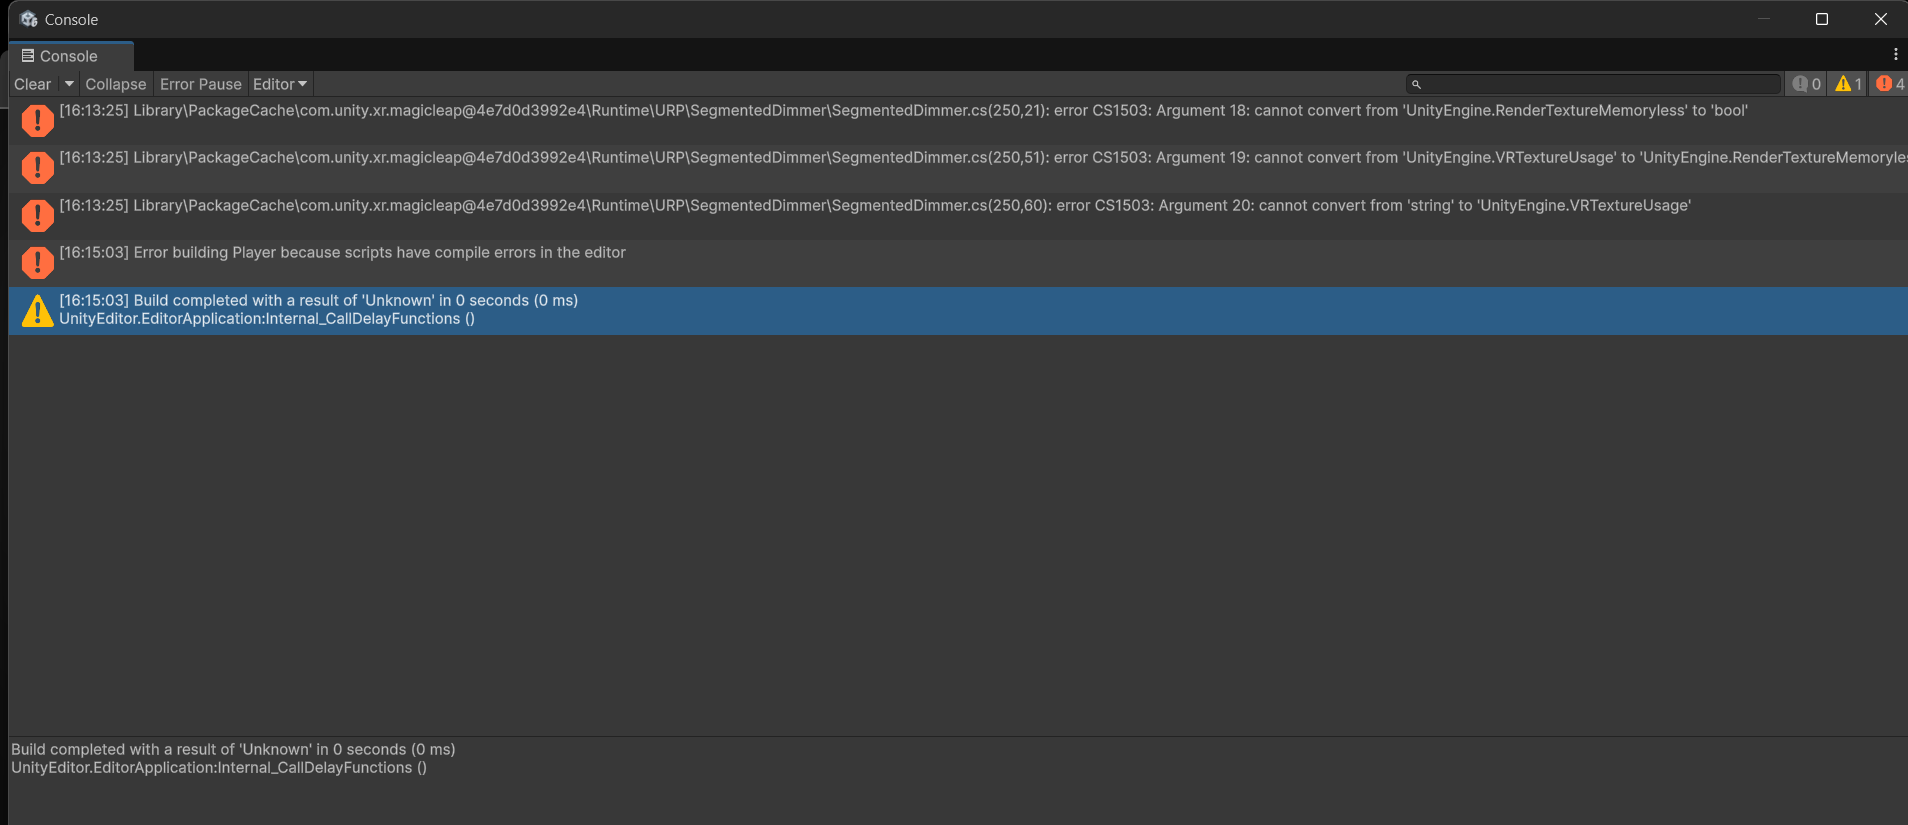 Console
Console
Clear Collapse Error Pause Editor 0 1 4
[16:13:25] Library\PackageCache\com.unity.xr.magicleap@4e7d0d3992e4\Runtime\URP\SegmentedDimmer\SegmentedDimmer.cs(250,21): error CS1503: Argument 18: cannot convert from 'UnityEngine.RenderTextureMemoryless' to 'bool'
[16:13:25] Library\PackageCache\com.unity.xr.magicleap@4e7d0d3992e4\Runtime\URP\SegmentedDimmer\SegmentedDimmer.cs(250,51): error CS1503: Argument 19: cannot convert from 'UnityEngine.VRTextureUsage' to 'UnityEngine.RenderTextureMemoryles
[16:13:25] Library\PackageCache\com.unity.xr.magicleap@4e7d0d3992e4\Runtime\URP\SegmentedDimmer\SegmentedDimmer.cs(250,60): error CS1503: Argument 20: cannot convert from 'string' to 'UnityEngine.VRTextureUsage'
[16:15:03] Error building Player because scripts have compile errors in the editor
[16:15:03] Build completed with a result of 'Unknown' in 0 seconds (0 ms)
UnityEditor.EditorApplication:Internal_CallDelayFunctions ()
Build completed with a result of 'Unknown' in 0 seconds (0 ms)
UnityEditor.EditorApplication:Internal_CallDelayFunctions ()